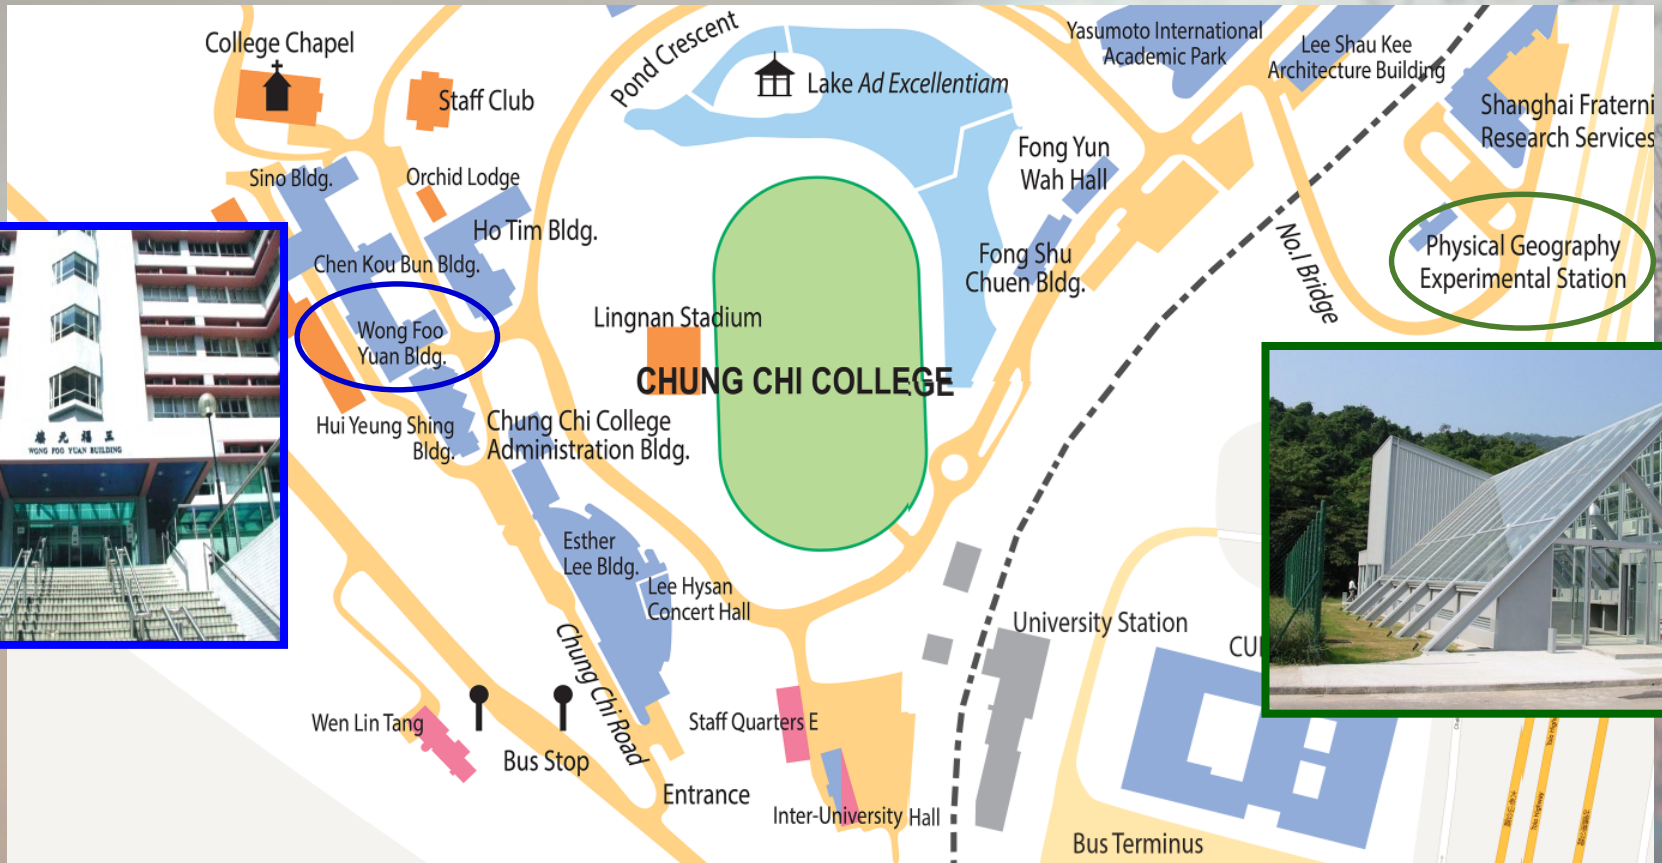 College Chapel
Staff Club
Pond Crescent
Lake Ad Excellentiam
Yasumoto International
Academic Park
Lee Shau Kee
Architecture Building
Shanghai Fraterni
Research Services
Sino Bldg.
Orchid Lodge
Fong Yun
Wah Hall
Ho Tim Bldg.
Chen Kou Bun Bldg.
Fong Shu
Chuen Bldg.
No.1 Bridge
Physical Geography
Experimental Station
Wong Foo
Yuan Bldg.
Lingnan Stadium
CHUNG CHI COLLEGE
Hui Yeung Shing
Bldg.
Chung Chi College
Administration Bldg.
樓元福王
WONG FOO YUAN BUILDING
Esther
Lee Bldg.
Lee Hysan
Concert Hall
University Station
CU
Chung Chi Road
Wen Lin Tang
Bus Stop
Staff Quarters E
Entrance
Inter-University Hall
Bus Terminus